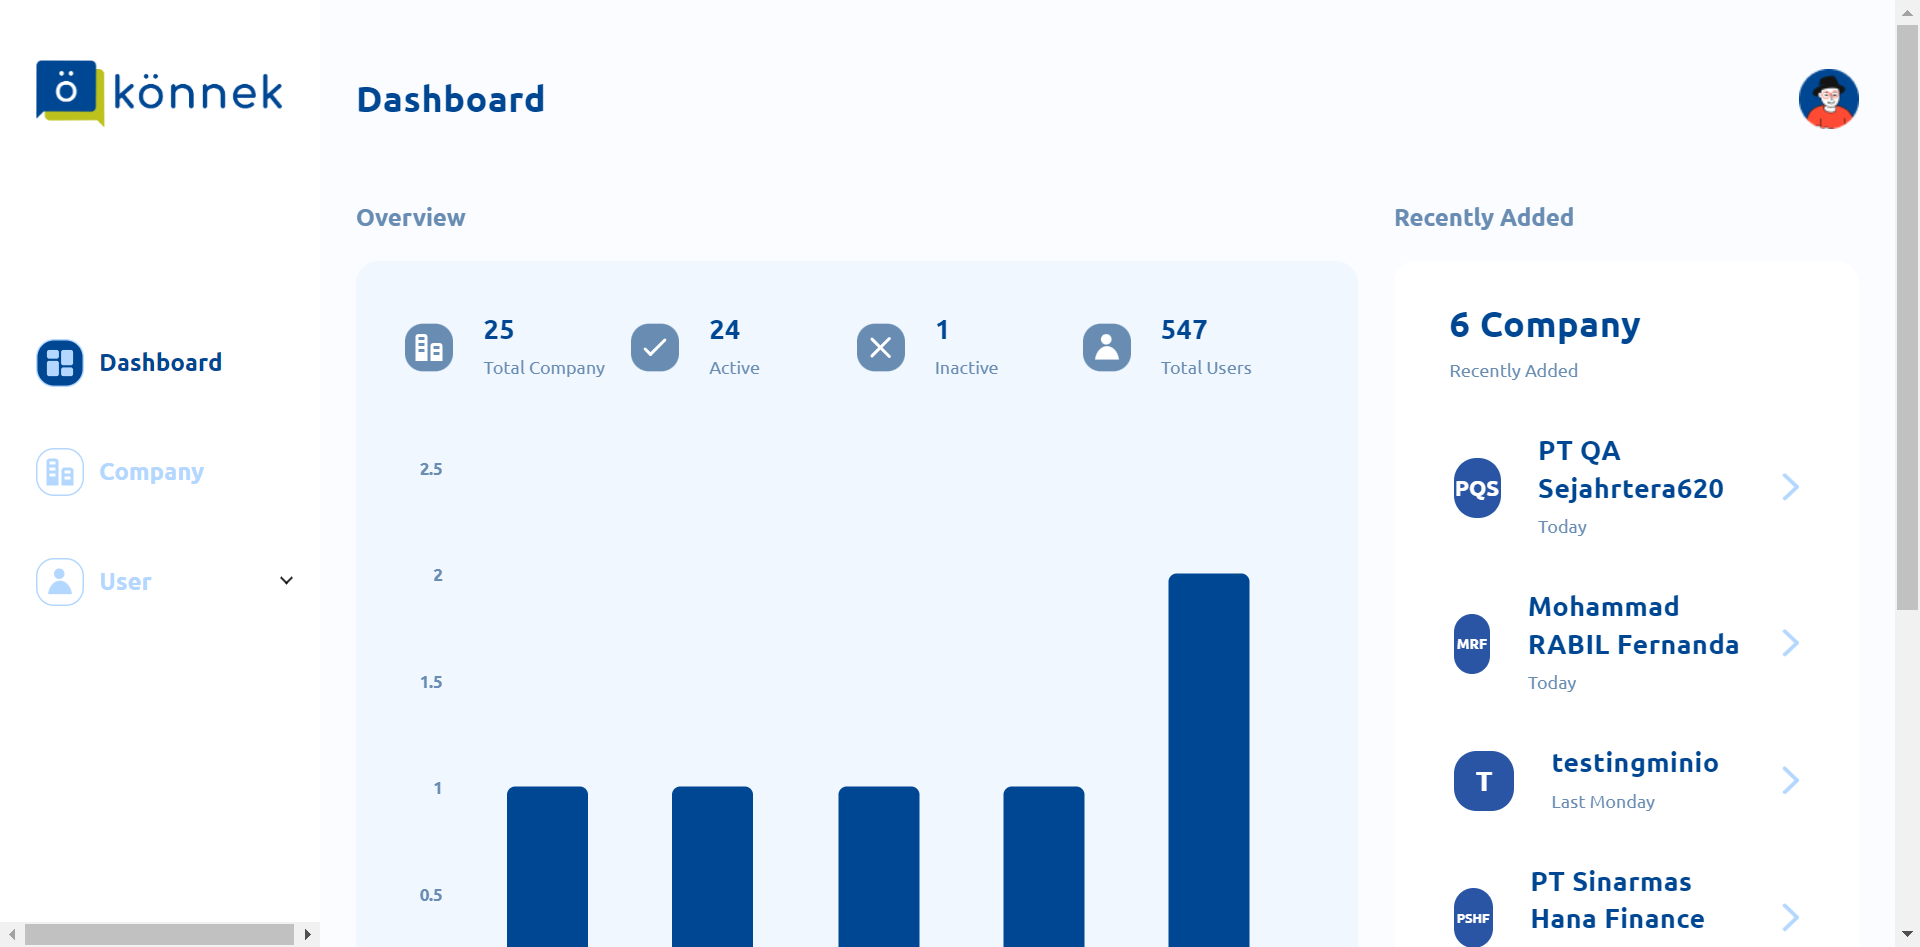 ö könnek
Dashboard
Company
User
Dashboard
Overview
25
Total Company
24
Active
1
Inactive
547
Total Users
2.5
2
1.5
1
0.5
Recently Added
6 Company
Recently Added
PQS
PT QA
Sejahrtera620
Today
MRF
Mohammad
RABIL Fernanda
Today
T
testingminio
Last Monday
PSHF
PT Sinarmas
Hana Finance